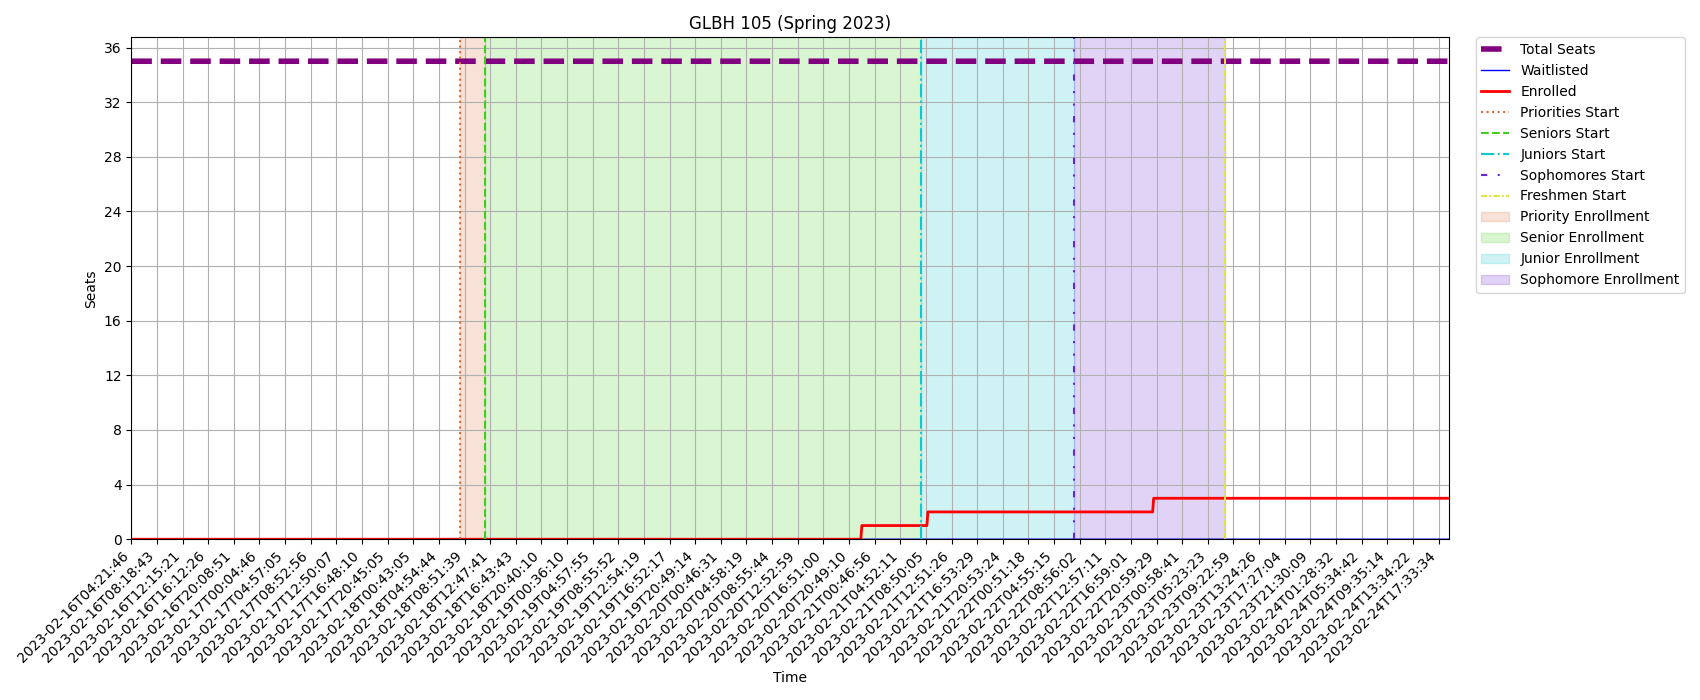 GLBH 105 (Spring 2023)
36
32
28
24
20
16
12
8
4
0
Seats
Total Seats
Waitlisted
Enrolled
Priorities Start
Seniors Start
Juniors Start
Sophomores Start
Freshmen Start
Priority Enrollment
Senior Enrollment
Junior Enrollment
Sophomore Enrollment
2023-02-16T04:21:46
2023-02-16T08:18:43
2023-02-16T12:15:21
2023-02-16T16:12:26
2023-02-16T20:08:51
2023-02-17T00:04:46
2023-02-17T04:57:05
2023-02-17T08:52:56
2023-02-17T12:50:07
2023-02-17T16:48:10
2023-02-17T20:45:05
2023-02-18T00:43:05
2023-02-18T04:54:44
2023-02-18T08:51:39
2023-02-18T12:47:41
2023-02-18T16:43:43
2023-02-18T20:40:10
2023-02-19T00:36:10
2023-02-19T04:57:55
2023-02-19T08:55:52
2023-02-19T12:54:19
2023-02-19T16:52:17
2023-02-19T20:49:14
2023-02-20T00:46:31
2023-02-20T04:58:19
2023-02-20T08:55:44
2023-02-20T12:52:59
2023-02-20T16:51:00
2023-02-20T20:49:10
2023-02-21T00:46:56
2023-02-21T04:52:11
2023-02-21T08:50:05
2023-02-21T12:51:26
2023-02-21T16:53:29
2023-02-21T20:53:24
2023-02-22T00:51:18
2023-02-22T04:55:15
2023-02-22T08:56:02
2023-02-22T12:57:11
2023-02-22T16:59:01
2023-02-22T20:59:29
2023-02-23T00:58:41
2023-02-23T05:23:23
2023-02-23T09:22:59
2023-02-23T13:24:26
2023-02-23T17:27:04
2023-02-23T21:30:09
2023-02-24T01:28:32
2023-02-24T05:34:42
2023-02-24T09:35:14
2023-02-24T13:34:22
2023-02-24T17:33:34
Time